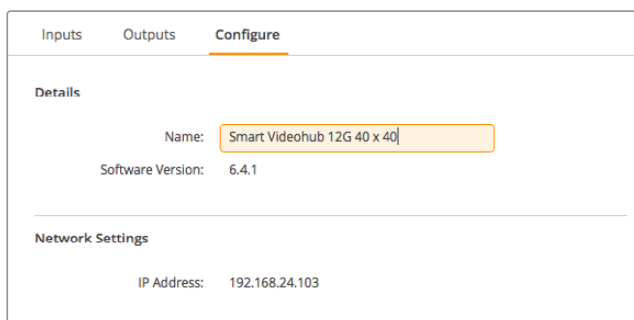 Inputs Outputs Configure
Details
Name: Smart Videohub 12G 40 x 40
Software Version: 6.4.1
Network Settings
IP Address: 192.168.24.103